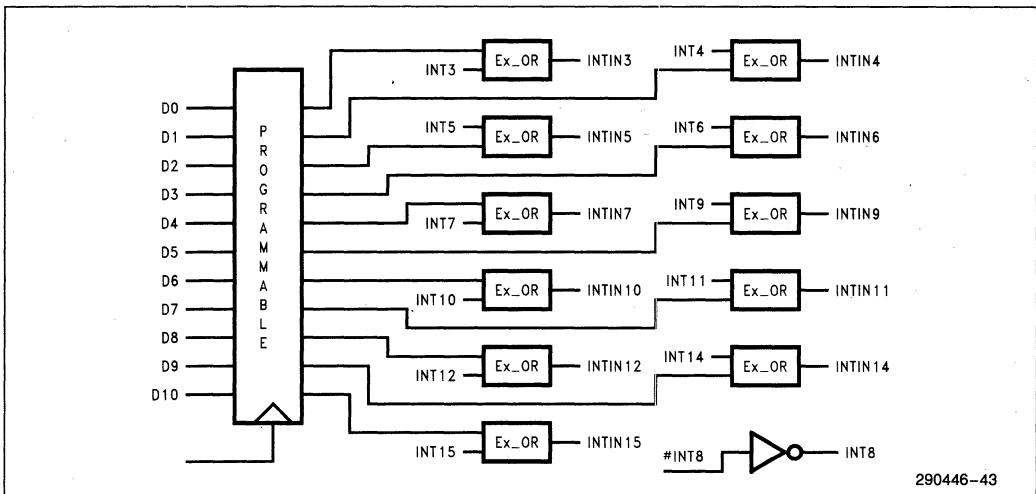 INT4
Ex_OR
INTIN3
Ex_OR
INTIN4
INT3
D0
D1
INT5
INT6
PROGRAMMABLE
Ex_OR
INTIN5
Ex_OR
INTIN6
D2
D3
D4
INT9
Ex_OR
INTIN7
Ex_OR
INTIN9
INT7
D5
D6
INT11
Ex_OR
INTIN10
Ex_OR
INTIN11
INT10
D7
D8
INT14
D9
Ex_OR
INTIN12
Ex_OR
INTIN14
INT12
D10
Ex_OR
INTIN15
INT15
#INT8
INT8
290446-43